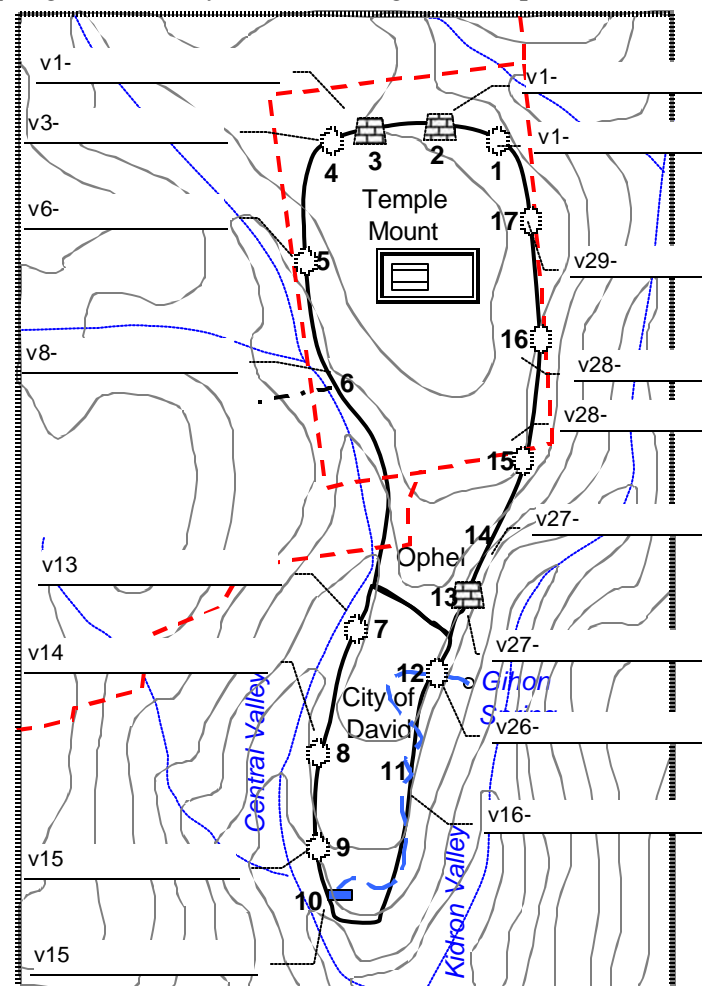 v1-
v1-
v3-
v1-
4
3
2
1
Temple
Mount
17
v6-
5
v29-
16
v8-
6
v28-
v28-
15
14
v27-
Ophel
v13
13
7
v27-
v14
12
Gihon
City of
David
v26-
8
11
Central Valley
v16-
9
v15
Kidron Valley
10
v15